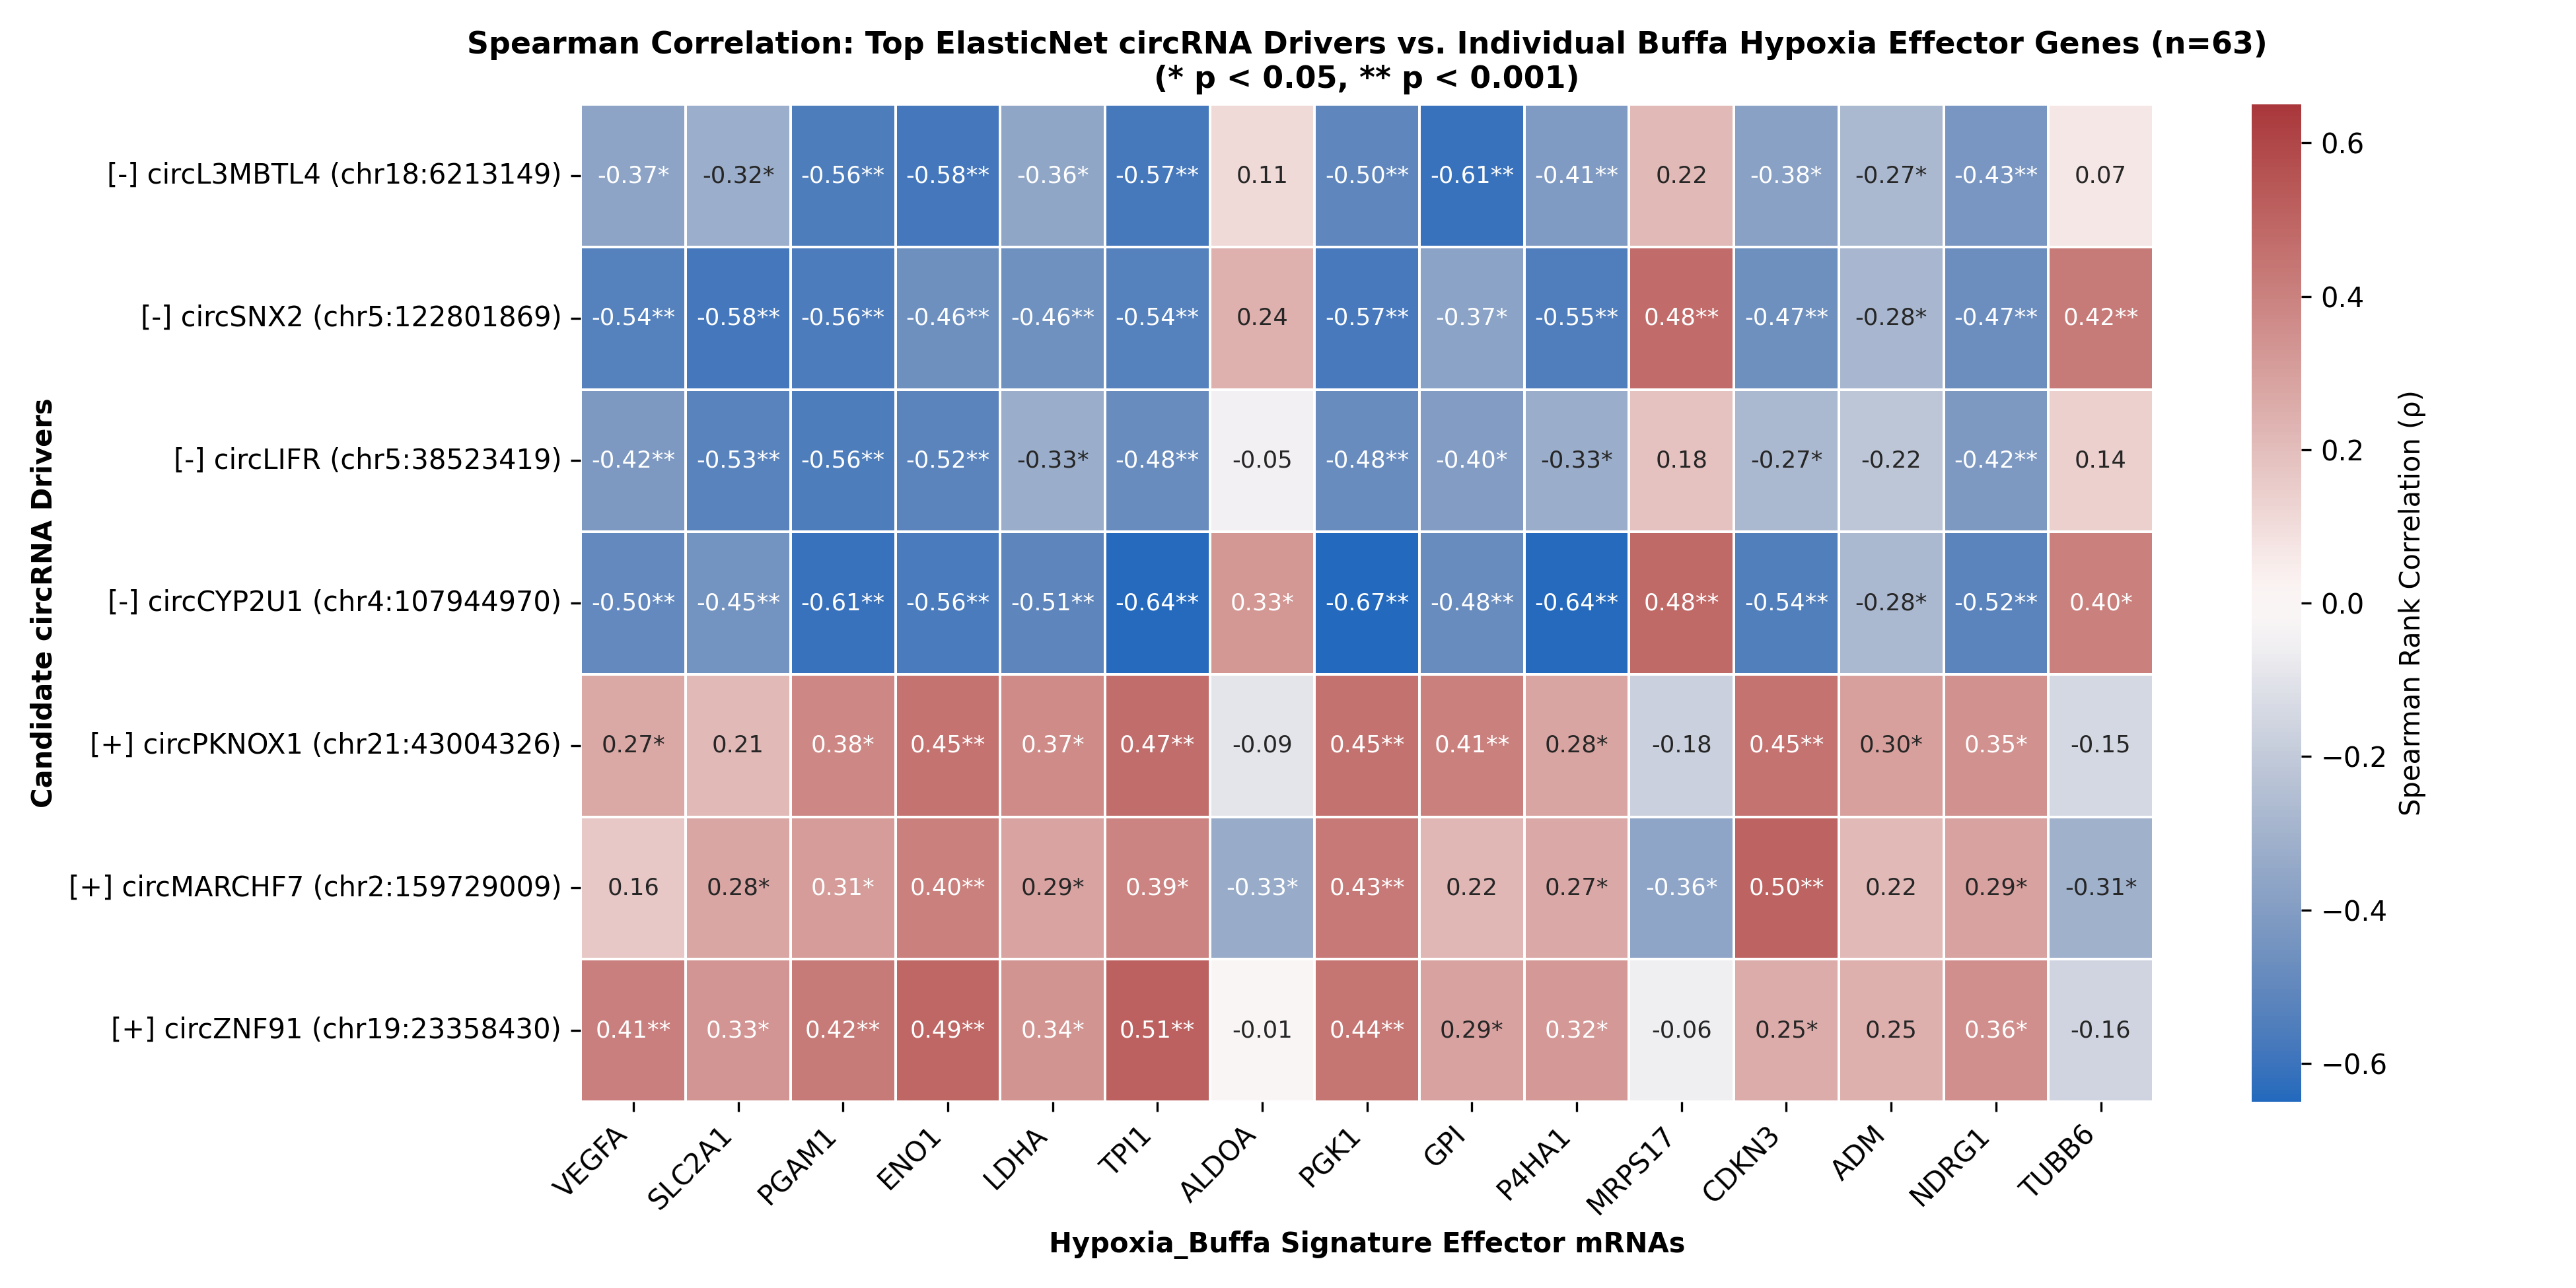 Spearman Correlation: Top ElasticNet circRNA Drivers vs. Individual Buffa Hypoxia Effector Genes (n=63)
(* p < 0.05, ** p < 0.001)
Candidate circRNA Drivers
[-] circL3MBTL4 (chr18:6213149) -0.37* -0.32* -0.56** -0.58** -0.36* -0.57** 0.11 -0.50** -0.61** -0.41** 0.22 -0.38* -0.27* -0.43** 0.07
[-] circSNX2 (chr5:122801869) -0.54** -0.58** -0.56** -0.46** -0.46** -0.54** 0.24 -0.57** -0.37* -0.55** 0.48** -0.47** -0.28* -0.47** 0.42**
[-] circLIFR (chr5:38523419) -0.42** -0.53** -0.56** -0.52** -0.33* -0.48** -0.05 -0.48** -0.40* -0.33* 0.18 -0.27* -0.22 -0.42** 0.14
[-] circCYP2U1 (chr4:107944970) -0.50** -0.45** -0.61** -0.56** -0.51** -0.64** 0.33* -0.67** -0.48** -0.64** 0.48** -0.54** -0.28* -0.52** 0.40*
[+] circPKNOX1 (chr21:43004326) 0.27* 0.21 0.38* 0.45** 0.37* 0.47** -0.09 0.45** 0.41** 0.28* -0.18 0.45** 0.30* 0.35* -0.15
[+] circMARCHF7 (chr2:159729009) 0.16 0.28* 0.31* 0.40** 0.29* 0.39* -0.33* 0.43** 0.22 0.27* -0.36* 0.50** 0.22 0.29* -0.31*
[+] circZNF91 (chr19:23358430) 0.41** 0.33* 0.42** 0.49** 0.34* 0.51** -0.01 0.44** 0.29* 0.32* -0.06 0.25* 0.25 0.36* -0.16
VEGFA SLC2A1 PGAM1 ENO1 LDHA TPI1 ALDOA PGK1 GPI P4HA1 MRPS17 CDKN3 ADM NDRG1 TUBB6
Hypoxia_Buffa Signature Effector mRNAs
0.6
0.4
0.2
0.0
−0.2
−0.4
−0.6
Spearman Rank Correlation (ρ)